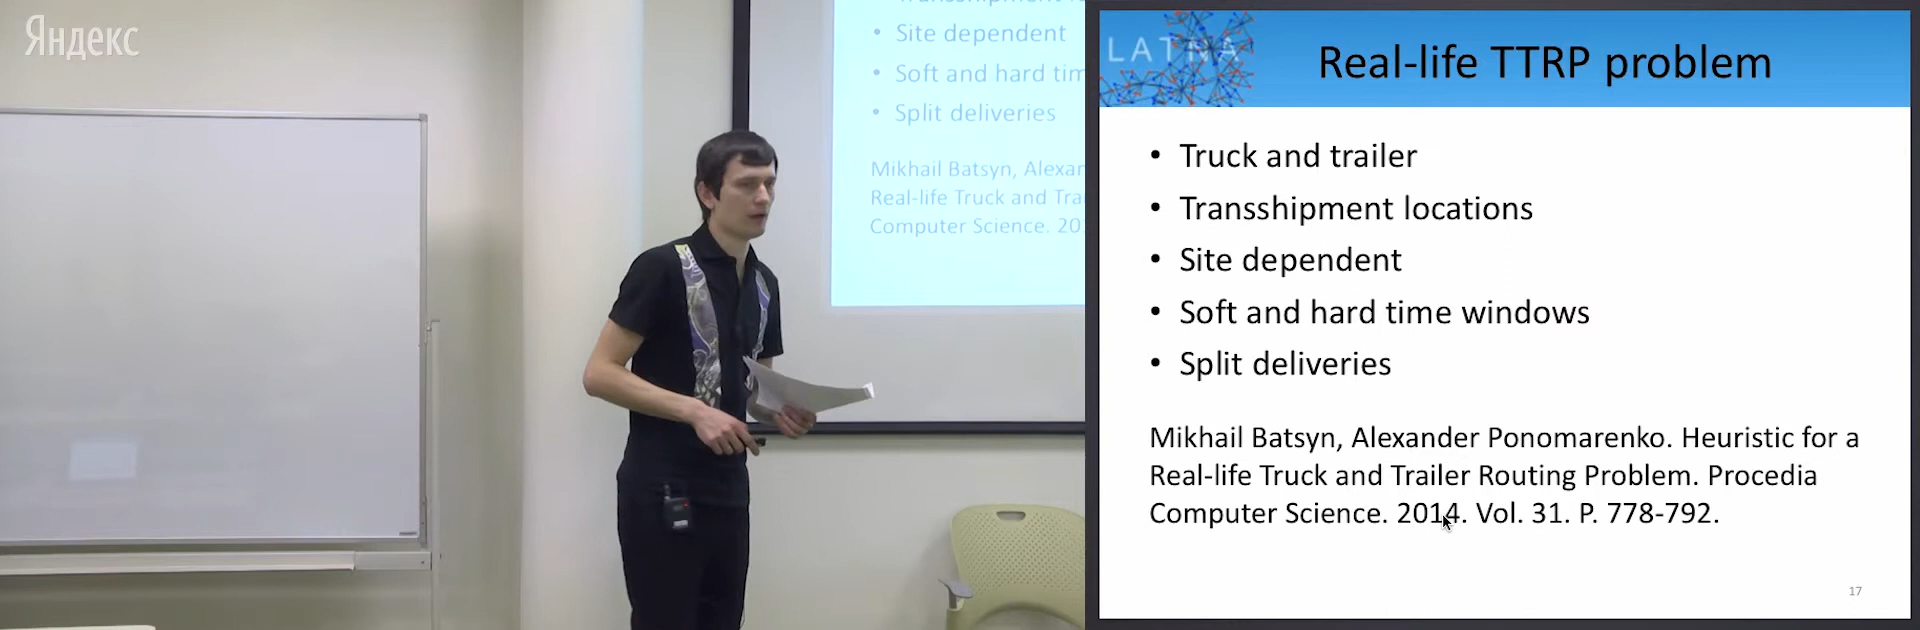 Яндекс
Site dependent
Soft and hard tim
Split deliveries
Mikhail Batsyn, Alexan
Real-life Truck and Tra
Computer Science. 20
LATNA
Real-life TTRP problem
• Truck and trailer
• Transshipment locations
• Site dependent
• Soft and hard time windows
• Split deliveries
Mikhail Batsyn, Alexander Ponomarenko. Heuristic for a
Real-life Truck and Trailer Routing Problem. Procedia
Computer Science. 2014. Vol. 31. P. 778-792.
17